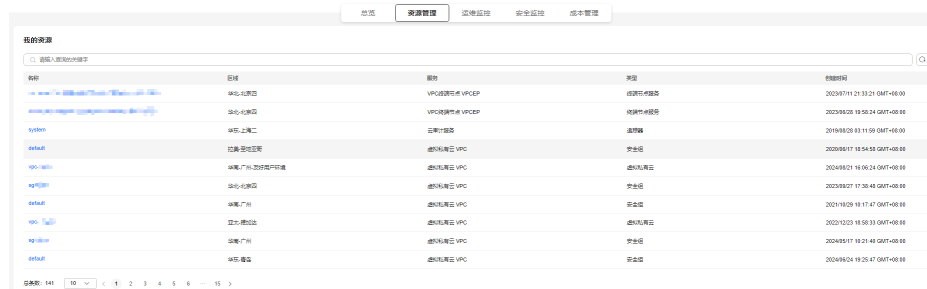 总览 资源管理 运维监控 安全监控 成本管理
我的资源
请输入查询的关键字
名称 区域 服务 类型 创建时间
华北-北京四 VPC终端节点 VPCEP 终端节点服务 2023/07/11 21:33:21 GMT+08:00
华北-北京四 VPC终端节点 VPCEP 终端节点服务 2023/06/28 19:58:24 GMT+08:00
system 华东-上海二 云审计服务 追踪器 2019/08/28 03:11:59 GMT+08:00
default 拉美-圣地亚哥 虚拟私有云 VPC 安全组 2020/06/17 18:54:58 GMT+08:00
vpc- 华南-广州-友好用户环境 虚拟私有云 VPC 虚拟私有云 2024/08/21 16:06:24 GMT+08:00
sg 华北-北京四 虚拟私有云 VPC 安全组 2023/09/27 17:38:48 GMT+08:00
default 华南-广州 虚拟私有云 VPC 安全组 2021/10/29 10:17:47 GMT+08:00
vpc- 亚太-雅加达 虚拟私有云 VPC 虚拟私有云 2022/12/23 18:58:33 GMT+08:00
sg- 华南-广州 虚拟私有云 VPC 安全组 2024/05/17 10:21:40 GMT+08:00
default 华东-青岛 虚拟私有云 VPC 安全组 2024/06/24 19:25:47 GMT+08:00
总条数: 141 10 1 2 3 4 5 6 ... 15